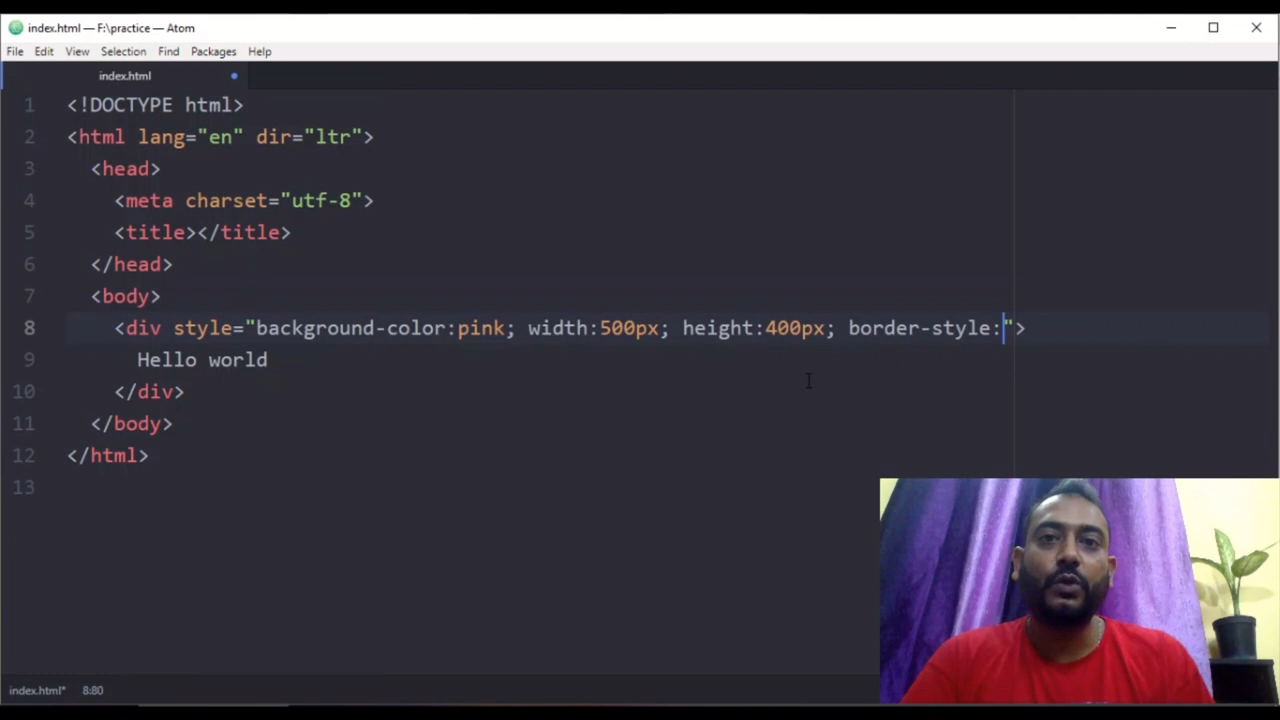 index.html — F:\practice — Atom
File Edit View Selection Find Packages Help
index.html
1 <!DOCTYPE html>
2 <html lang="en" dir="ltr">
3 <head>
4 <meta charset="utf-8">
5 <title></title>
6 </head>
7 <body>
8 <div style="background-color:pink; width:500px; height:400px; border-style:">
9 Hello world
10 </div>
11 </body>
12 </html>
13
index.html* 8:80